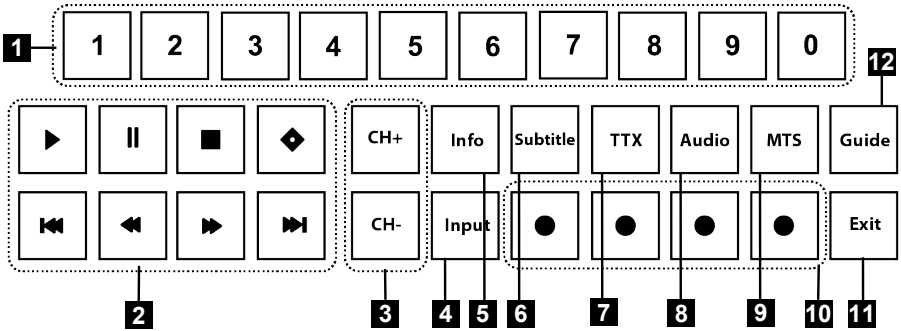 1 1 2 3 4 5 6 7 8 9 0
12
CH+ Info Subtitle TTX Audio MTS Guide
CH- Input Exit
2 3 4 5 6 7 8 9 10 11